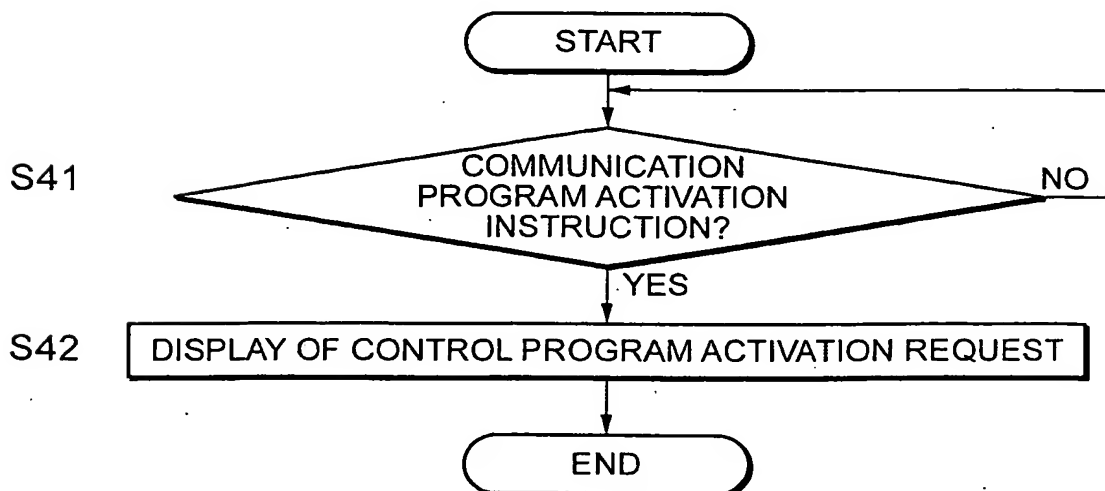 START
S41
COMMUNICATION
PROGRAM ACTIVATION
INSTRUCTION?
NO
YES
S42
DISPLAY OF CONTROL PROGRAM ACTIVATION REQUEST
END